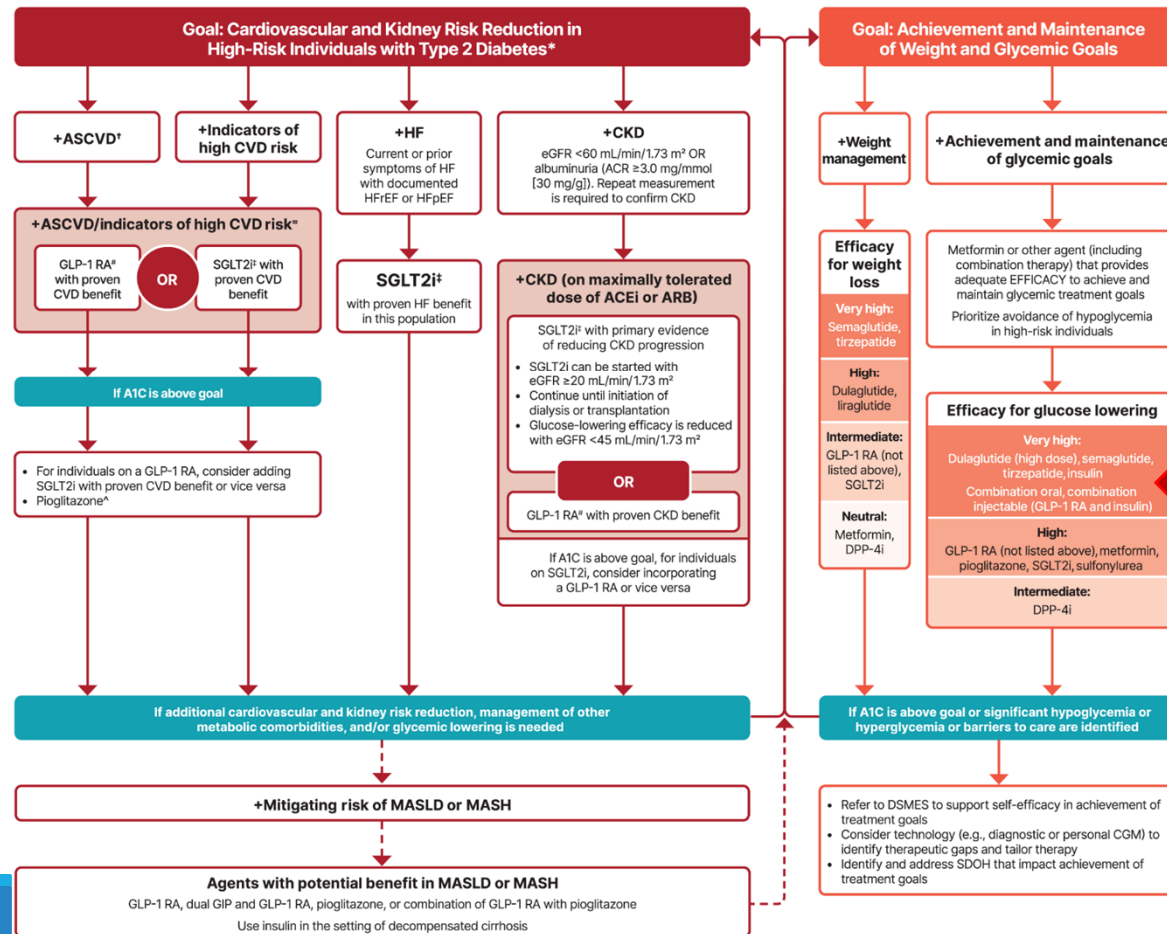 Goal: Cardiovascular and Kidney Risk Reduction in
High-Risk Individuals with Type 2 Diabetes*
+ASCVD†
+Indicators of
high CVD risk
+ASCVD/indicators of high CVD risk¤
GLP-1 RA#
with proven
CVD benefit
OR
SGLT2i‡ with
proven CVD
benefit
If A1C is above goal
• For individuals on a GLP-1 RA, consider adding
SGLT2i with proven CVD benefit or vice versa
• Pioglitazone^
+HF
Current or prior
symptoms of HF
with documented
HFrEF or HFpEF
SGLT2i‡
with proven HF benefit
in this population
+CKD
eGFR <60 mL/min/1.73 m² OR
albuminuria (ACR ≥3.0 mg/mmol
[30 mg/g]). Repeat measurement
is required to confirm CKD
+CKD (on maximally tolerated
dose of ACEi or ARB)
SGLT2i‡ with primary evidence
of reducing CKD progression
• SGLT2i can be started with
eGFR ≥20 mL/min/1.73 m²
• Continue until initiation of
dialysis or transplantation
• Glucose-lowering efficacy is reduced
with eGFR <45 mL/min/1.73 m²
OR
GLP-1 RA# with proven CKD benefit
If A1C is above goal, for individuals
on SGLT2i, consider incorporating
a GLP-1 RA or vice versa
If additional cardiovascular and kidney risk reduction, management of other
metabolic comorbidities, and/or glycemic lowering is needed
+Mitigating risk of MASLD or MASH
Agents with potential benefit in MASLD or MASH
GLP-1 RA, dual GIP and GLP-1 RA, pioglitazone, or combination of GLP-1 RA with pioglitazone
Use insulin in the setting of decompensated cirrhosis
Goal: Achievement and Maintenance
of Weight and Glycemic Goals
+Weight
management
Efficacy
for weight
loss
Very high:
Semaglutide,
tirzepatide
High:
Dulaglutide,
liraglutide
Intermediate:
GLP-1 RA (not
listed above),
SGLT2i
Neutral:
Metformin,
DPP-4i
+Achievement and maintenance
of glycemic goals
Metformin or other agent (including
combination therapy) that provides
adequate EFFICACY to achieve and
maintain glycemic treatment goals
Prioritize avoidance of hypoglycemia
in high-risk individuals
Efficacy for glucose lowering
Very high:
Dulaglutide (high dose), semaglutide,
tirzepatide, insulin
Combination oral, combination
injectable (GLP-1 RA and insulin)
High:
GLP-1 RA (not listed above), metformin,
pioglitazone, SGLT2i, sulfonylurea
Intermediate:
DPP-4i
If A1C is above goal or significant hypoglycemia or
hyperglycemia or barriers to care are identified
• Refer to DSMES to support self-efficacy in achievement of
treatment goals
• Consider technology (e.g., diagnostic or personal CGM) to
identify therapeutic gaps and tailor therapy
• Identify and address SDOH that impact achievement of
treatment goals